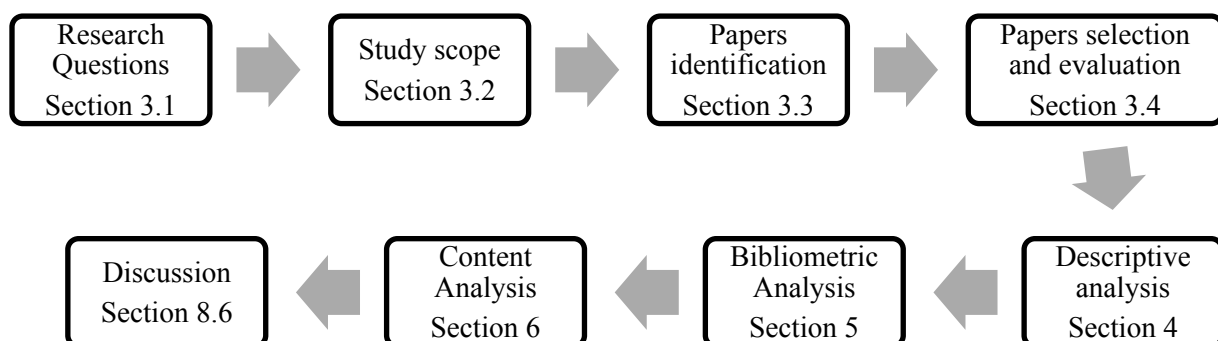 Research
Questions
Section 3.1
Study scope
Section 3.2
Papers
identification
Section 3.3
Papers selection
and evaluation
Section 3.4
Descriptive
analysis
Section 4
Bibliometric
Analysis
Section 5
Content
Analysis
Section 6
Discussion
Section 8.6